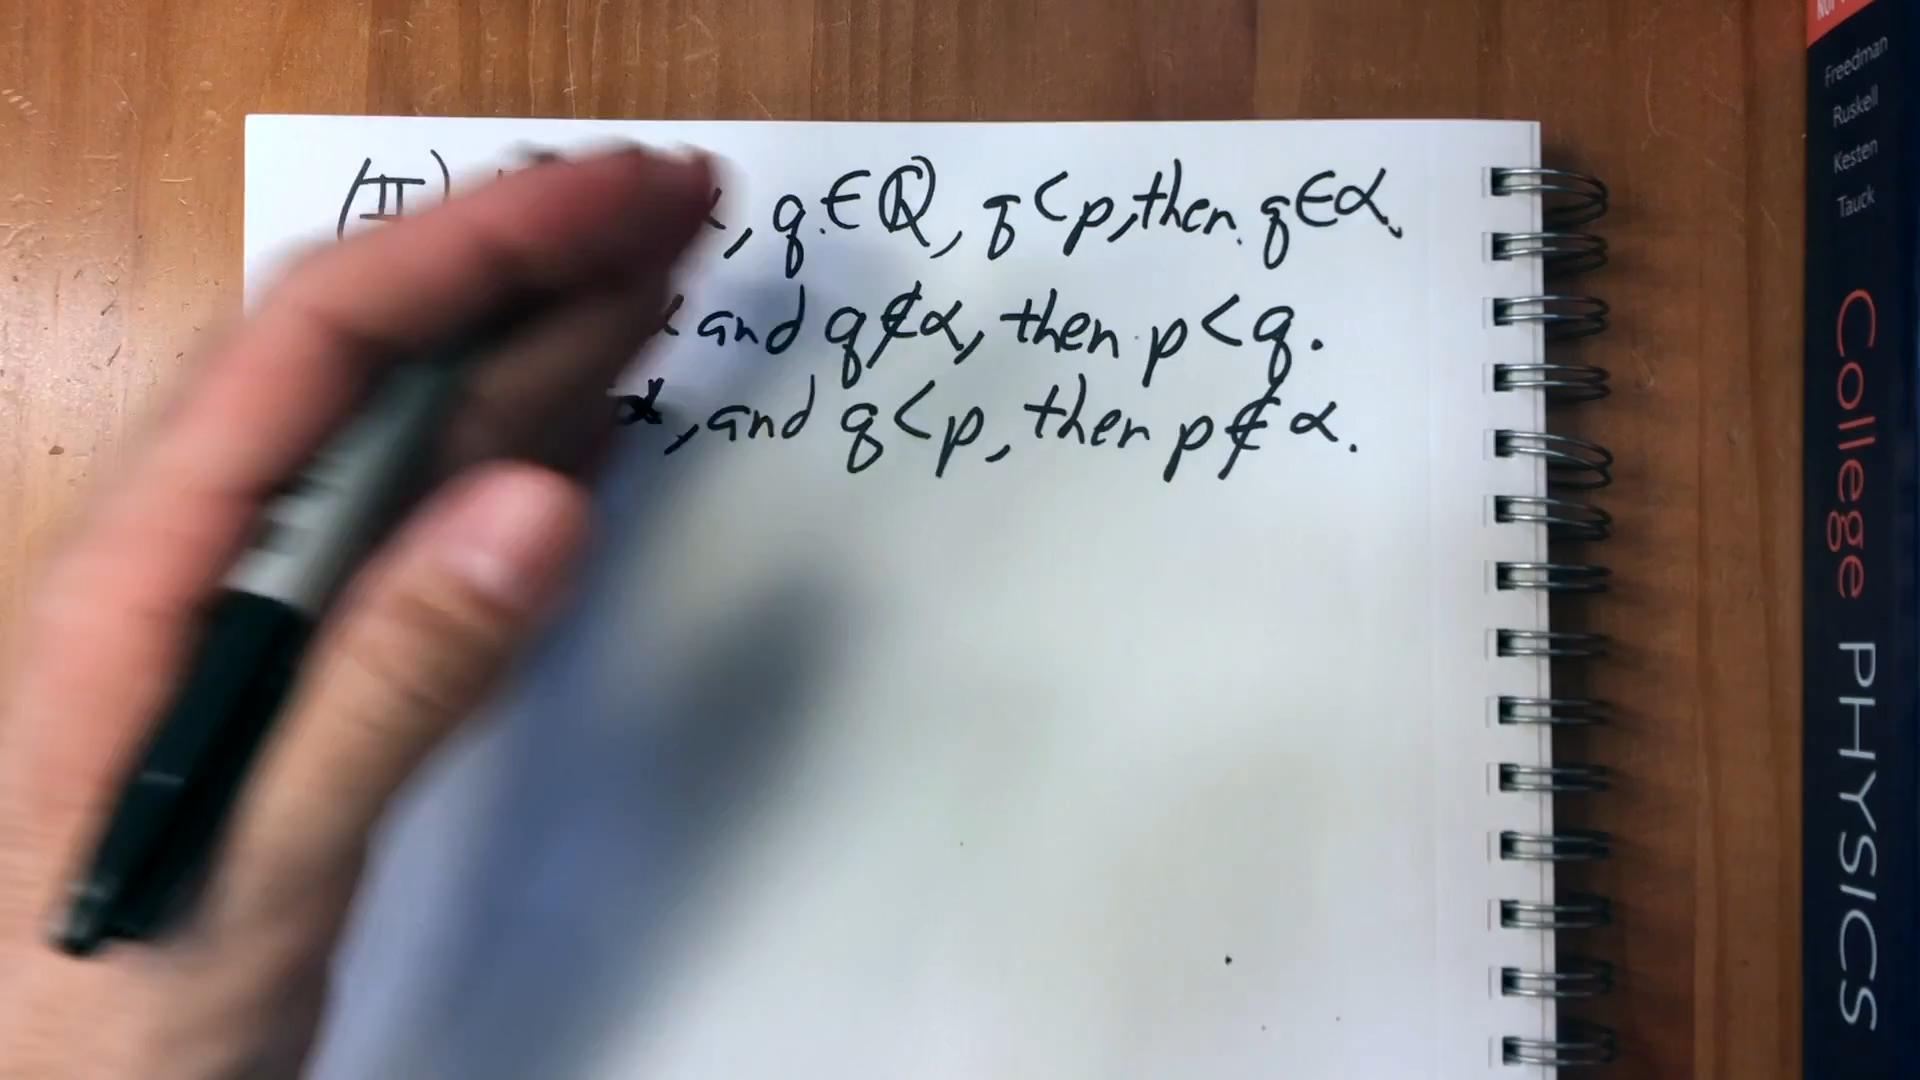 (II) α, q ∈ ℚ, q < p, then q ∈ α.
α and q ∉ α, then p < q.
α, and q < p, then p ∉ α.
Freedman
Ruskell
Kesten
Tauck
College PHYSICS